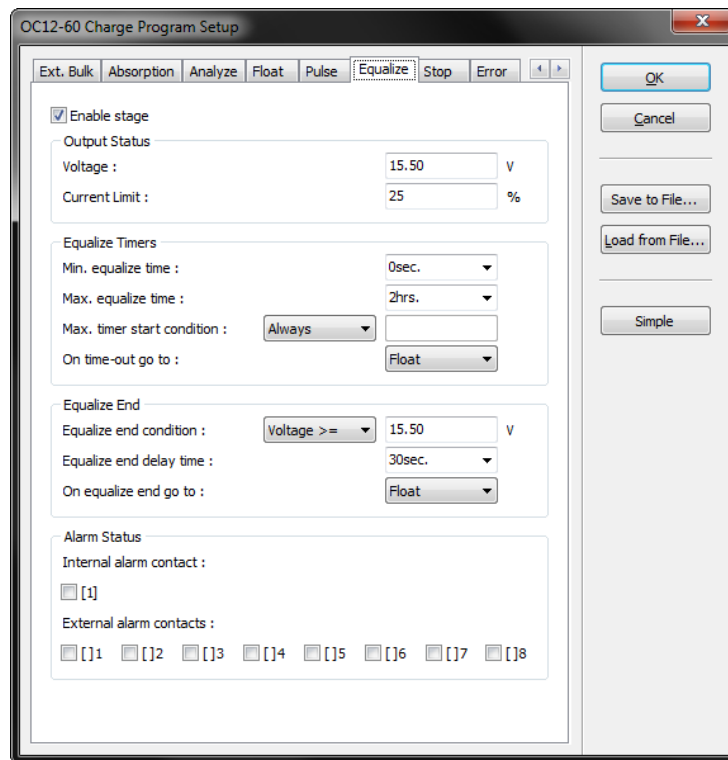 OC12-60 Charge Program Setup
Ext. Bulk Absorption Analyze Float Pulse Equalize Stop Error
OK
Cancel
Save to File...
Load from File...
Simple
Enable stage
Output Status
Voltage : 15.50 V
Current Limit : 25 %
Equalize Timers
Min. equalize time : 0sec.
Max. equalize time : 2hrs.
Max. timer start condition : Always
On time-out go to : Float
Equalize End
Equalize end condition : Voltage >= 15.50 V
Equalize end delay time : 30sec.
On equalize end go to : Float
Alarm Status
Internal alarm contact :
[1]
External alarm contacts :
[ ]1 [ ]2 [ ]3 [ ]4 [ ]5 [ ]6 [ ]7 [ ]8